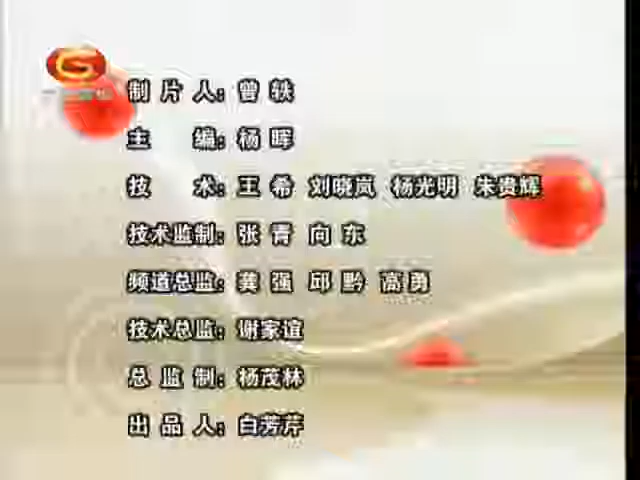 制 片 人：曾 轶
主 编：杨 晖
技 术：王 希 刘晓岚 杨光明 朱贵辉
技术监制：张 青 向 东
频道总监：龚 强 邱 黔 高 勇
技术总监：谢家谊
总 监 制：杨茂林
出 品 人：白芳芹